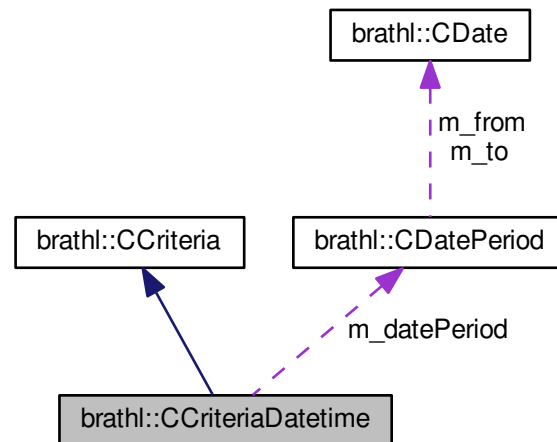 brathl::CDate
m_from
m_to
brathl::CCriteria
brathl::CDatePeriod
m_datePeriod
brathl::CCriteriaDatetime